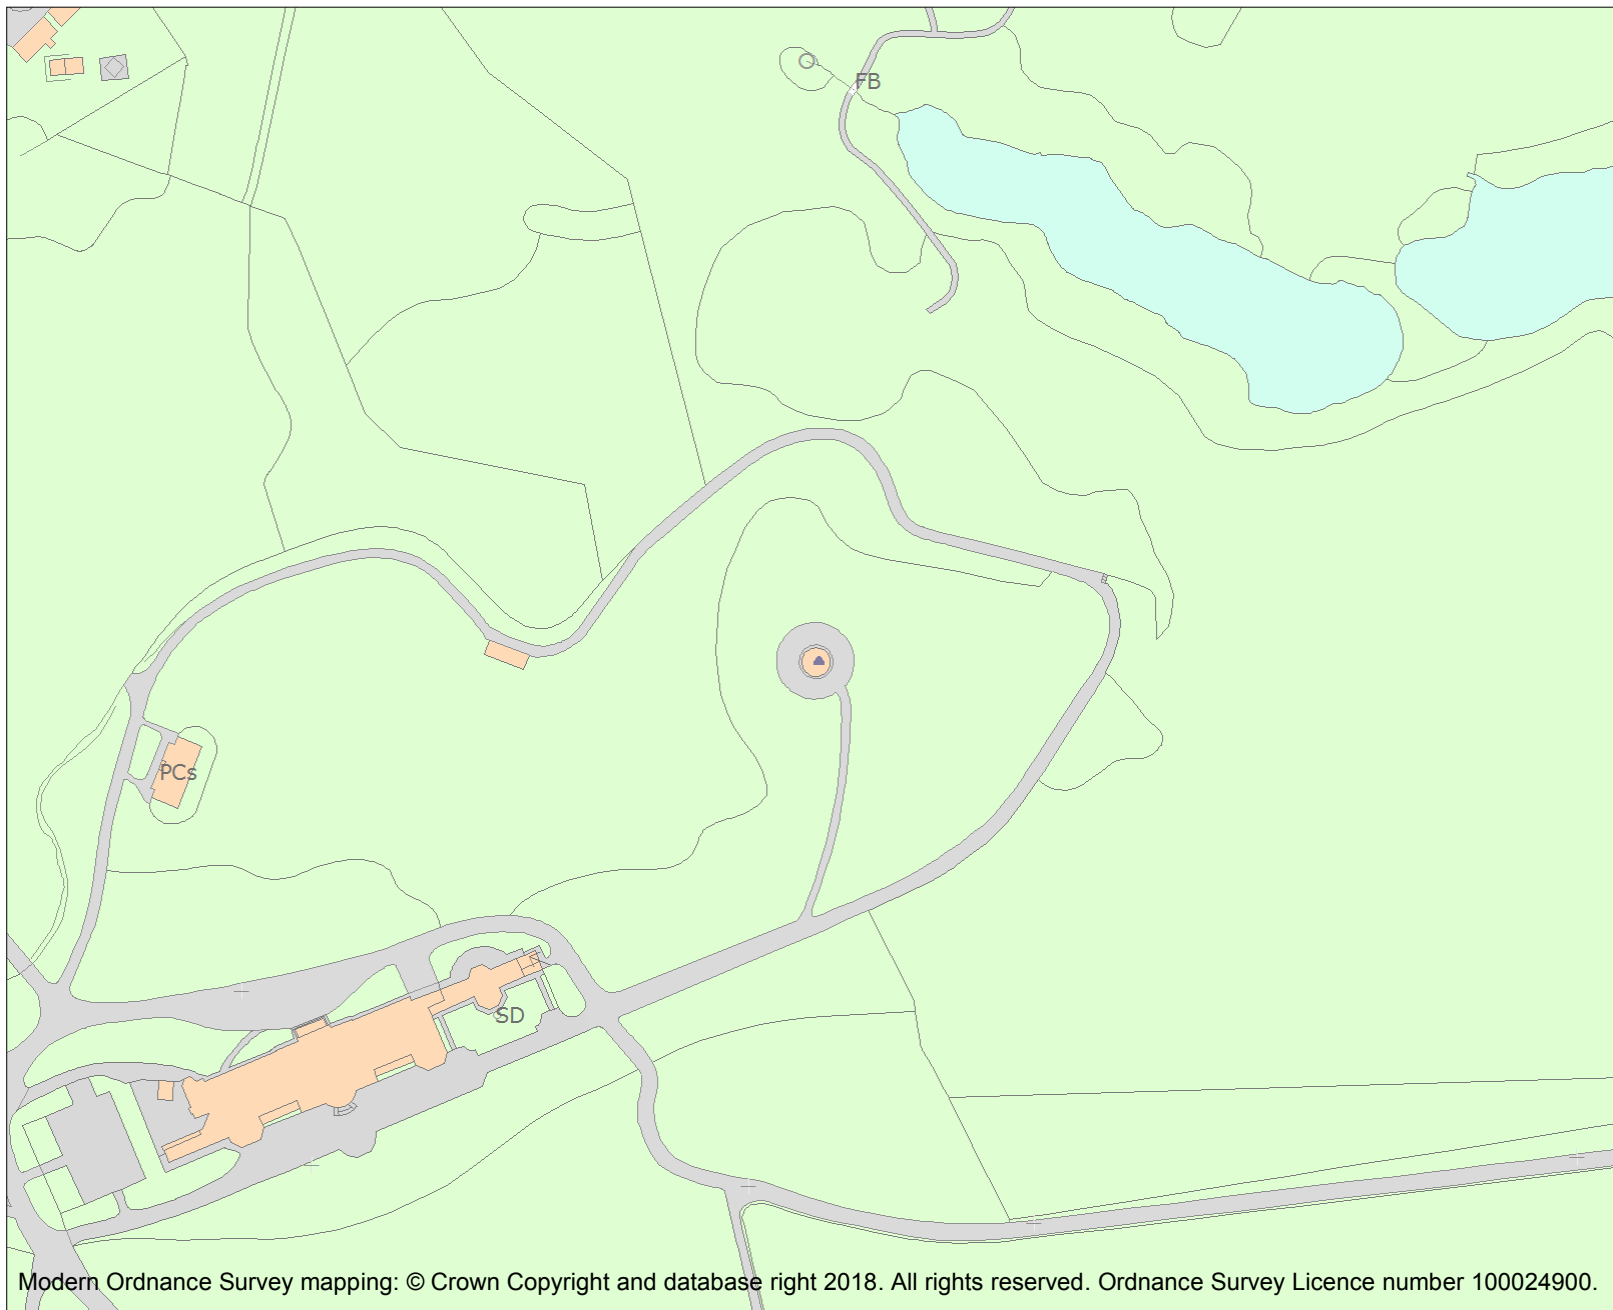 FB
PCs
SD
Modern Ordnance Survey mapping: © Crown Copyright and database right 2018. All rights reserved. Ordnance Survey Licence number 100024900.